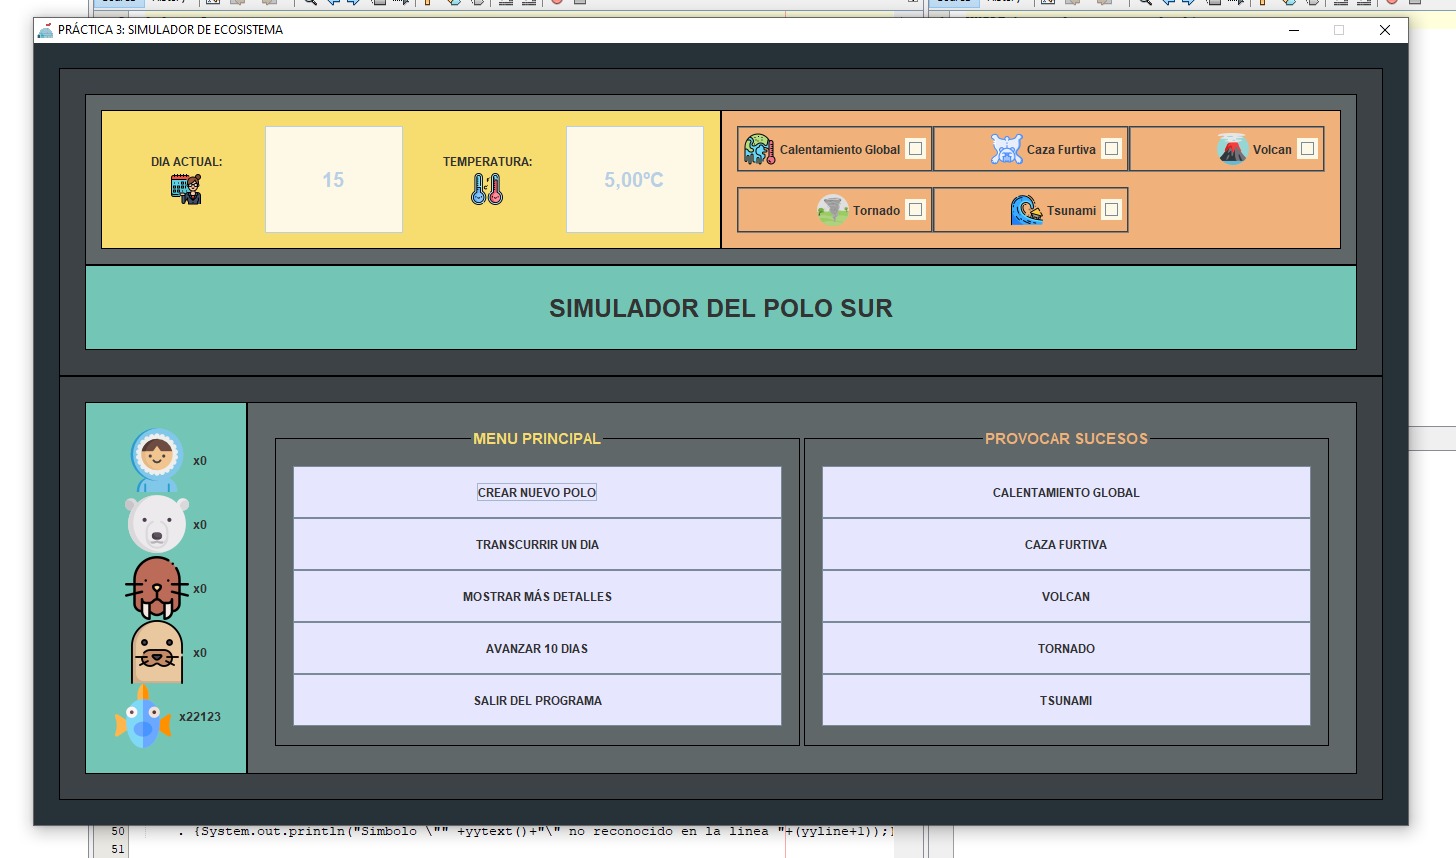 PRÁCTICA 3: SIMULADOR DE ECOSISTEMA
DIA ACTUAL:
15
TEMPERATURA:
5,00ºC
Calentamiento Global
Caza Furtiva
Volcan
Tornado
Tsunami
SIMULADOR DEL POLO SUR
x0
x0
x0
x0
x22123
MENU PRINCIPAL
CREAR NUEVO POLO
TRANSCURRIR UN DIA
MOSTRAR MÁS DETALLES
AVANZAR 10 DIAS
SALIR DEL PROGRAMA
PROVOCAR SUCESOS
CALENTAMIENTO GLOBAL
CAZA FURTIVA
VOLCAN
TORNADO
TSUNAMI
50 . {System.out.println("Simbolo \"" +yytext()+"\" no reconocido en la linea "+(yyline+1));}
51